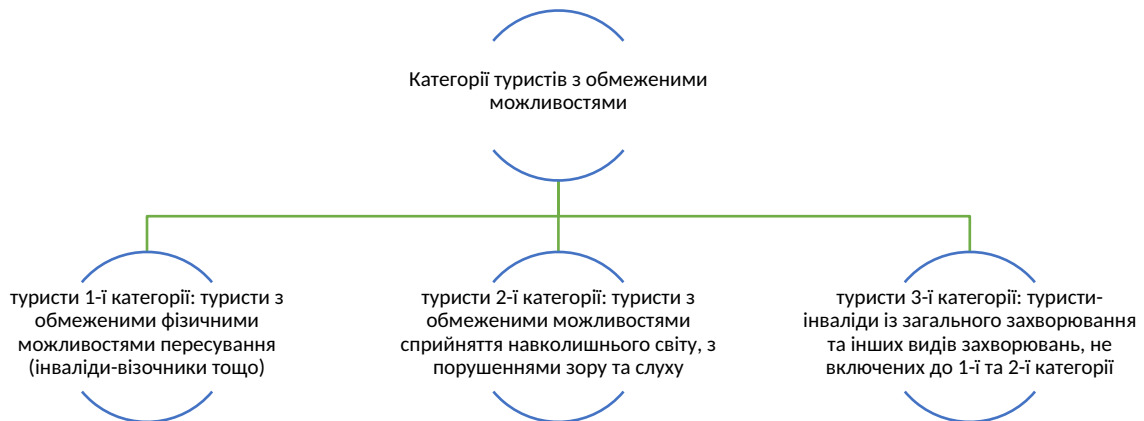 Категорії туристів з обмеженими
можливостями
туристи 1-ї категорії: туристи з
обмеженими фізичними
можливостями пересування
(інваліди-візочники тощо)
туристи 2-ї категорії: туристи з
обмеженими можливостями
сприйняття навколишнього світу, з
порушеннями зору та слуху
туристи 3-ї категорії: туристи-
інваліди із загального захворювання
та інших видів захворювань, не
включених до 1-ї та 2-ї категорії